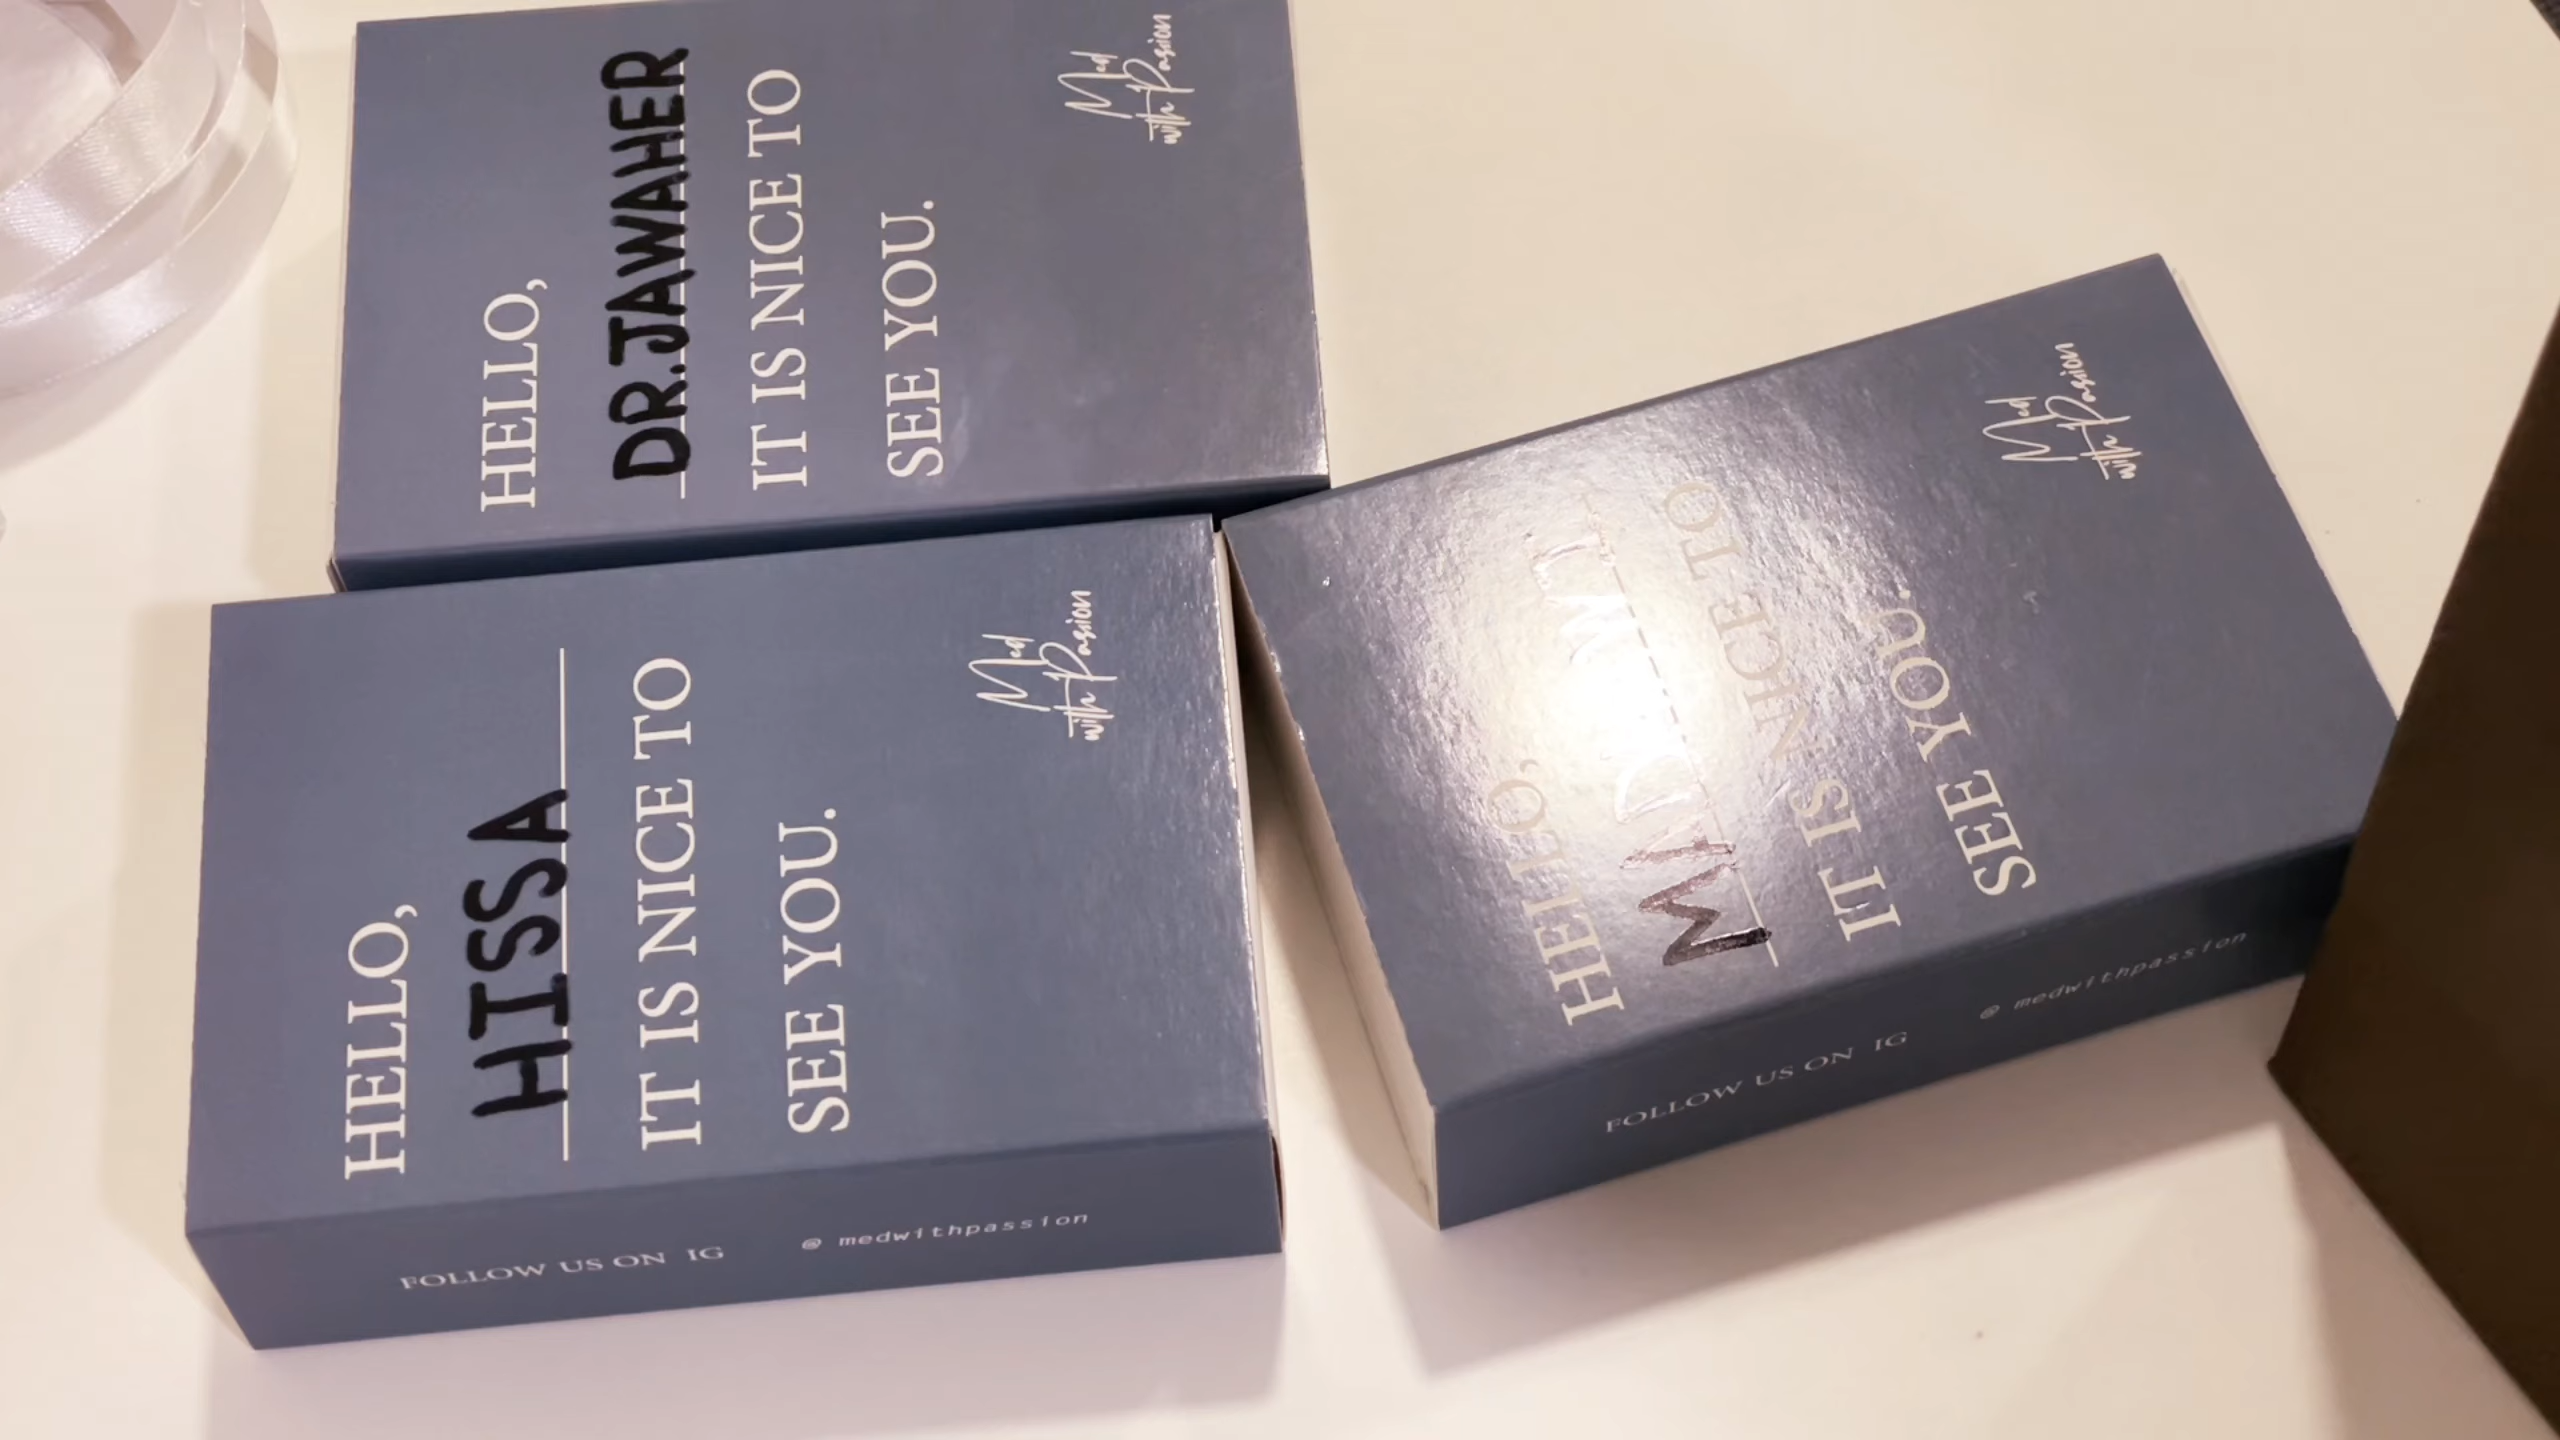 HELLO,
DR.JAWAHER
IT IS NICE TO
SEE YOU.
Med
with Passion
HELLO,
HISSA
IT IS NICE TO
SEE YOU.
Med
with Passion
FOLLOW US ON IG @ medwithpassion
HELLO,
IT IS NICE TO
SEE YOU.
Med
with Passion
FOLLOW US ON IG @ medwithpassion